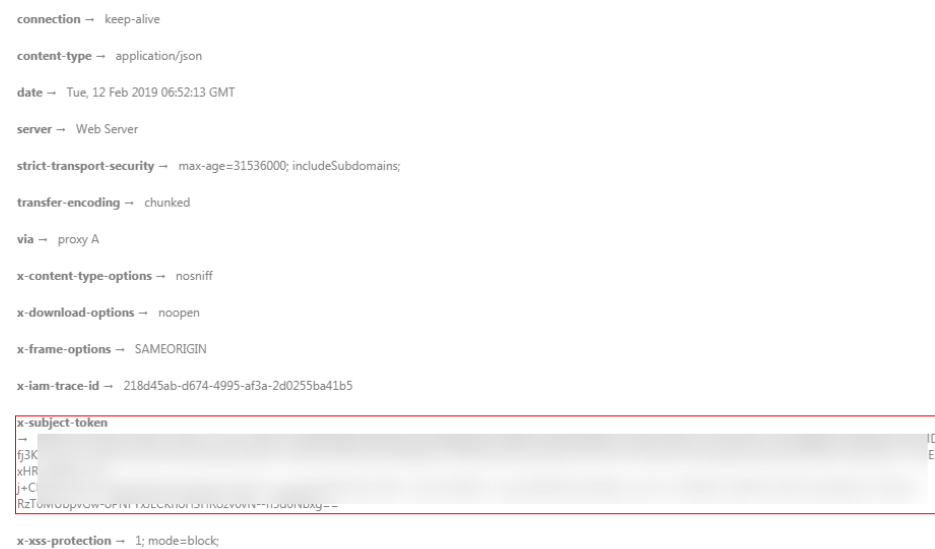 connection → keep-alive
content-type → application/json
date → Tue, 12 Feb 2019 06:52:13 GMT
server → Web Server
strict-transport-security → max-age=31536000; includeSubdomains;
transfer-encoding → chunked
via → proxy A
x-content-type-options → nosniff
x-download-options → noopen
x-frame-options → SAMEORIGIN
x-iam-trace-id → 218d45ab-d674-4995-af3a-2d0255ba41b5
x-subject-token
→
fj3K
xHR
j+C
x-xss-protection → 1; mode=block;